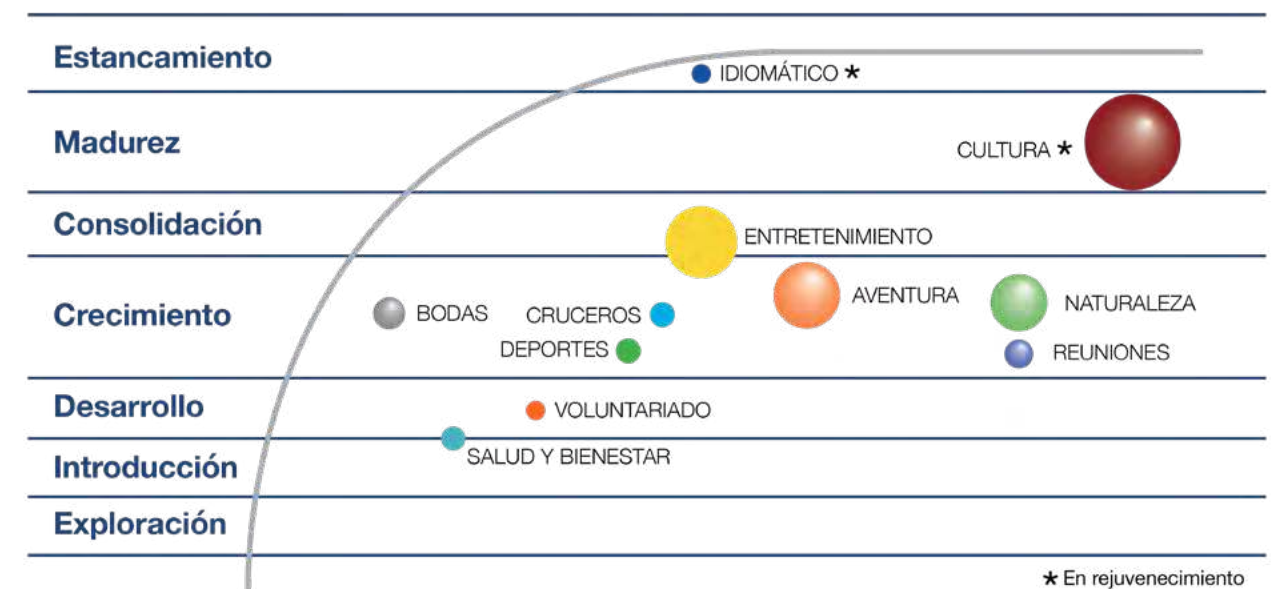 Estancamiento
IDIOMÁTICO *
Madurez
CULTURA *
Consolidación
ENTRETENIMIENTO
Crecimiento
BODAS
CRUCEROS
AVENTURA
NATURALEZA
DEPORTES
REUNIONES
Desarrollo
VOLUNTARIADO
SALUD Y BIENESTAR
Introducción
Exploración
* En rejuvenecimiento